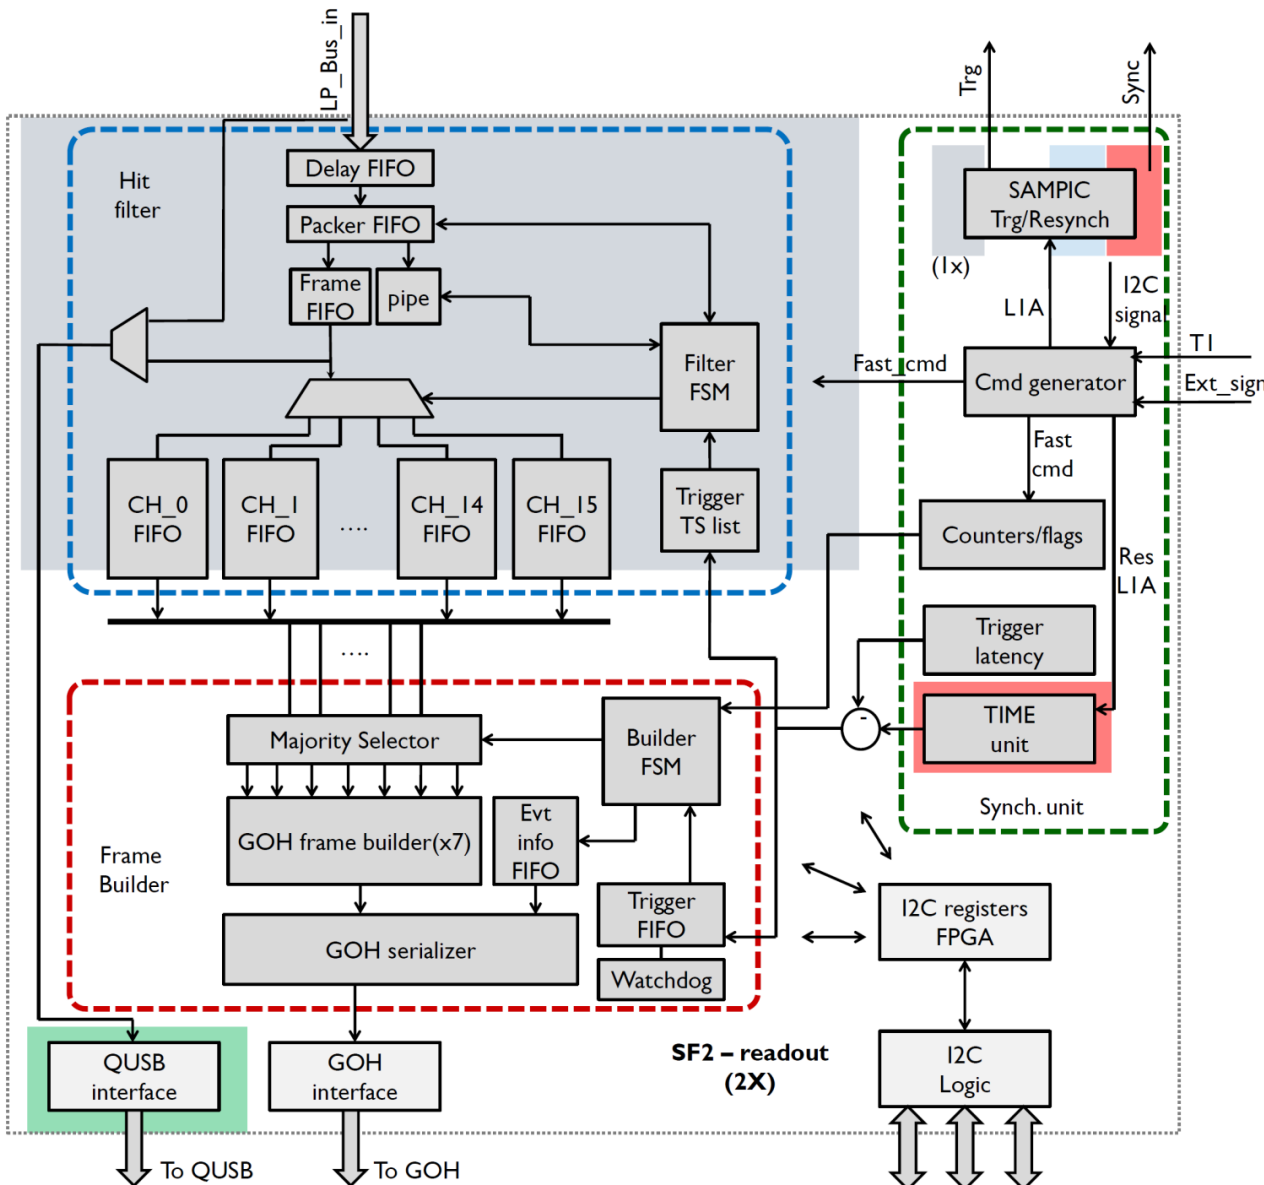 LP_Bus_in
Trg
Sync
Hit
filter
Delay FIFO
Packer FIFO
Frame
FIFO
pipe
Filter
FSM
SAMPIC
Trg/Resynch
(1x)
L1A
I2C
signal
T1
Fast_cmd
Cmd generator
Ext_sign
Fast
cmd
CH_0
FIFO
CH_1
FIFO
....
CH_14
FIFO
CH_15
FIFO
Trigger
TS list
Counters/flags
Res
L1A
Trigger
latency
....
TIME
unit
-
Synch. unit
Majority Selector
Builder
FSM
GOH frame builder(x7)
Evt
info
FIFO
Frame
Builder
Trigger
FIFO
Watchdog
GOH serializer
I2C registers
FPGA
QUSB
interface
GOH
interface
SF2 – readout
(2X)
I2C
Logic
To QUSB
To GOH